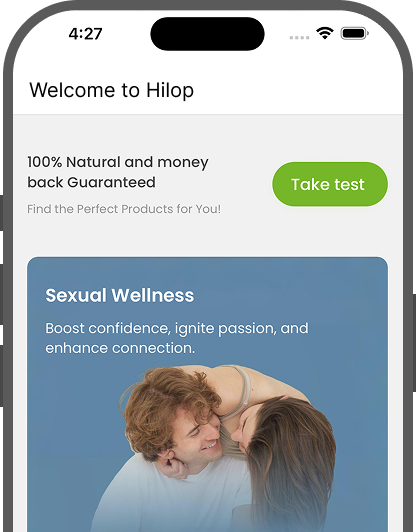 4:27
Welcome to Hilop
100% Natural and money
back Guaranteed
Take test
Find the Perfect Products for You!
Sexual Wellness
Boost confidence, ignite passion, and
enhance connection.